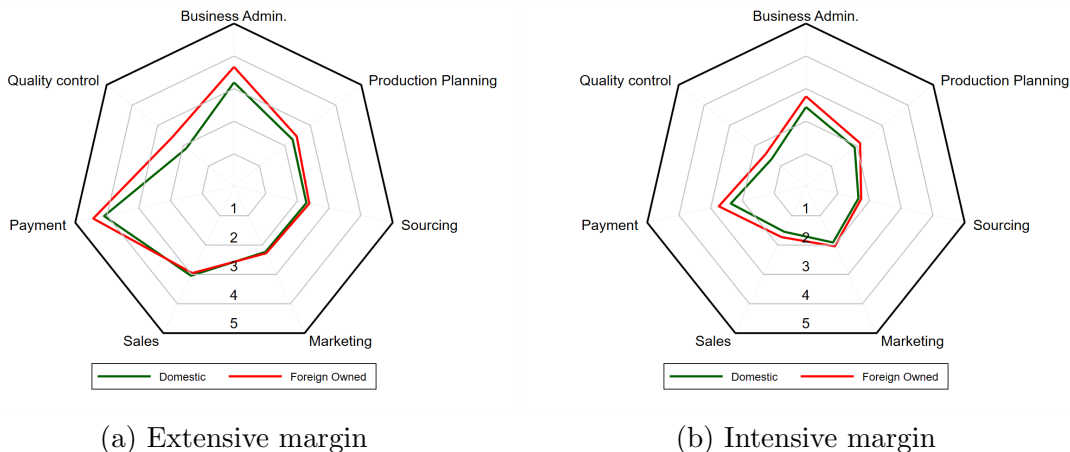 Business Admin.
Quality control
Production Planning
1
Payment
Sourcing
2
3
4
5
Sales
Marketing
Domestic
Foreign Owned
(a) Extensive margin
Business Admin.
Quality control
Production Planning
1
Payment
Sourcing
2
3
4
5
Sales
Marketing
Domestic
Foreign Owned
(b) Intensive margin